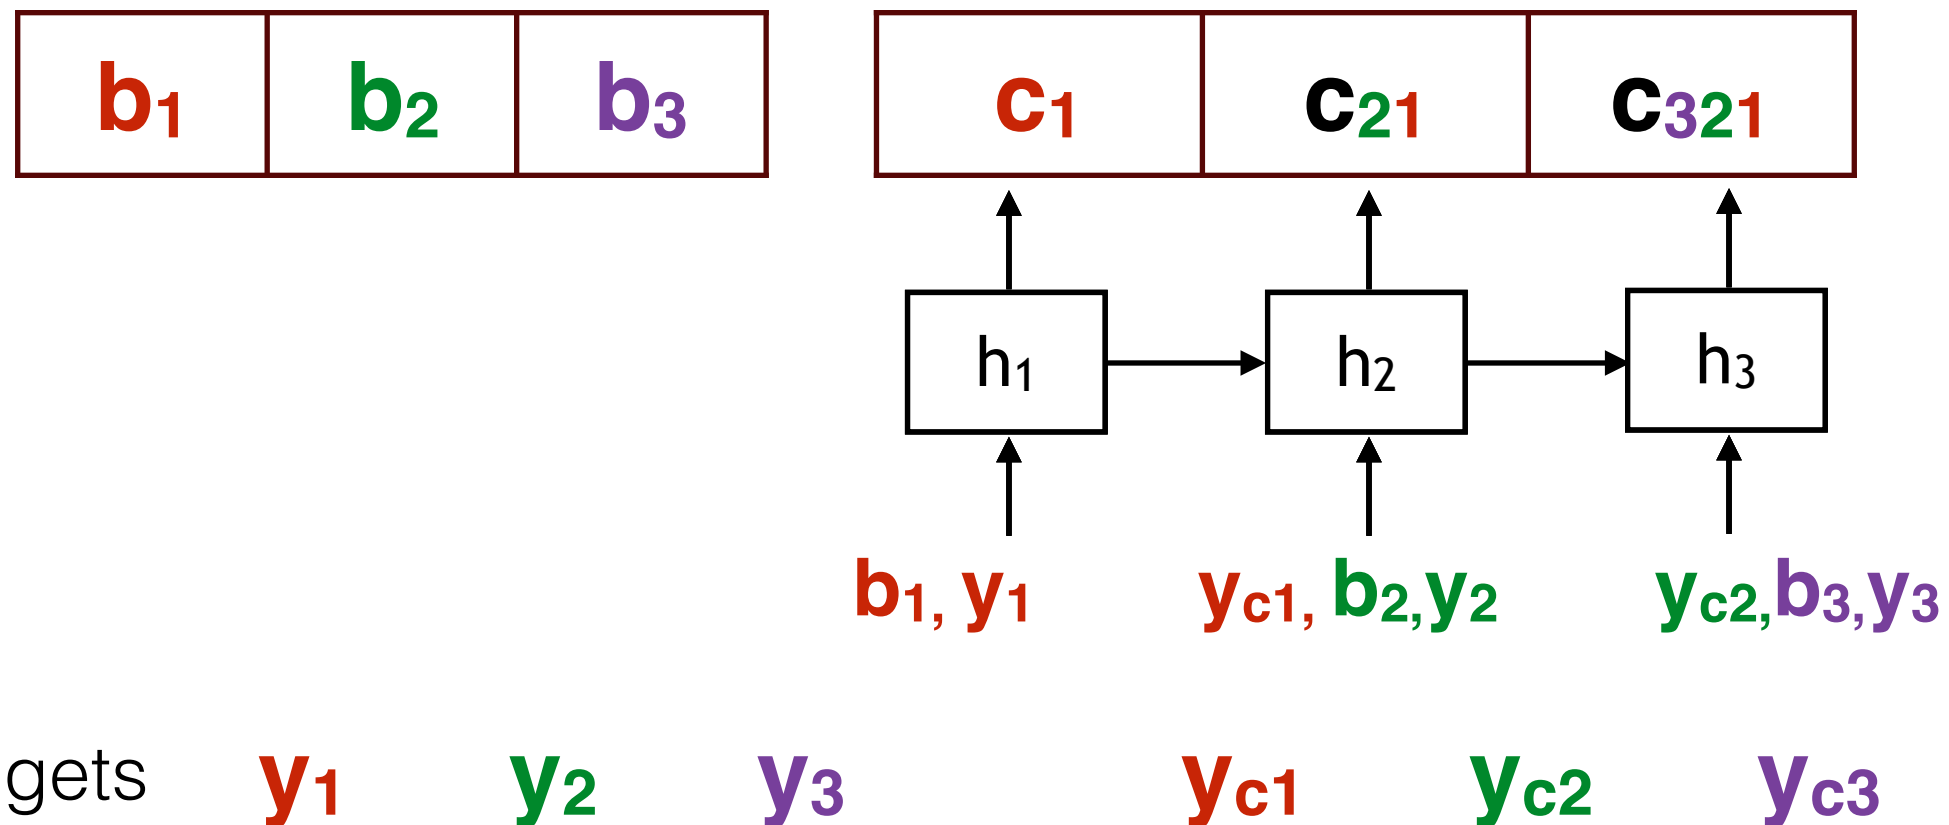 b1 b2 b3 c1 c21 c321
h1 h2 h3
b1, y1 yc1, b2,y2 yc2,b3,y3
gets y1 y2 y3 yc1 yc2 yc3